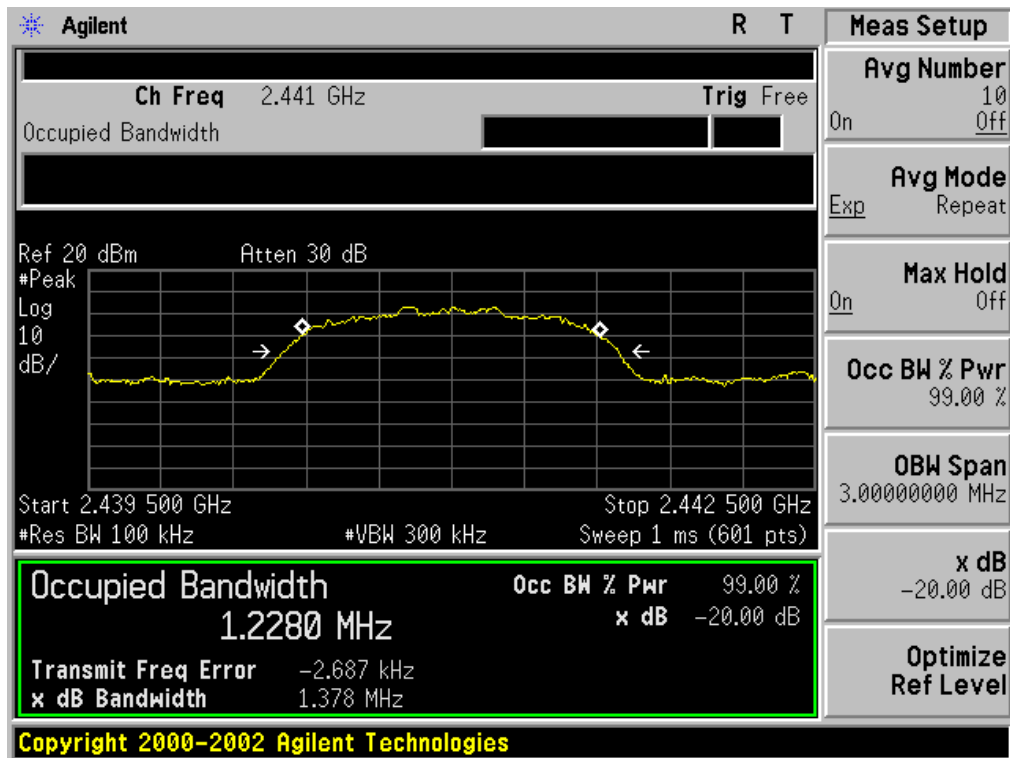 Agilent R T
Ch Freq 2.441 GHz Trig Free
Occupied Bandwidth
Ref 20 dBm Atten 30 dB
#Peak
Log
10
dB/
Start 2.439 500 GHz Stop 2.442 500 GHz
#Res BW 100 kHz #VBW 300 kHz Sweep 1 ms (601 pts)
Occupied Bandwidth Occ BW % Pwr 99.00 %
1.2280 MHz x dB -20.00 dB
Transmit Freq Error -2.687 kHz
x dB Bandwidth 1.378 MHz
Copyright 2000-2002 Agilent Technologies
Meas Setup
Avg Number
10
On Off
Avg Mode
Exp Repeat
Max Hold
On Off
Occ BW % Pwr
99.00 %
OBW Span
3.00000000 MHz
x dB
-20.00 dB
Optimize
Ref Level